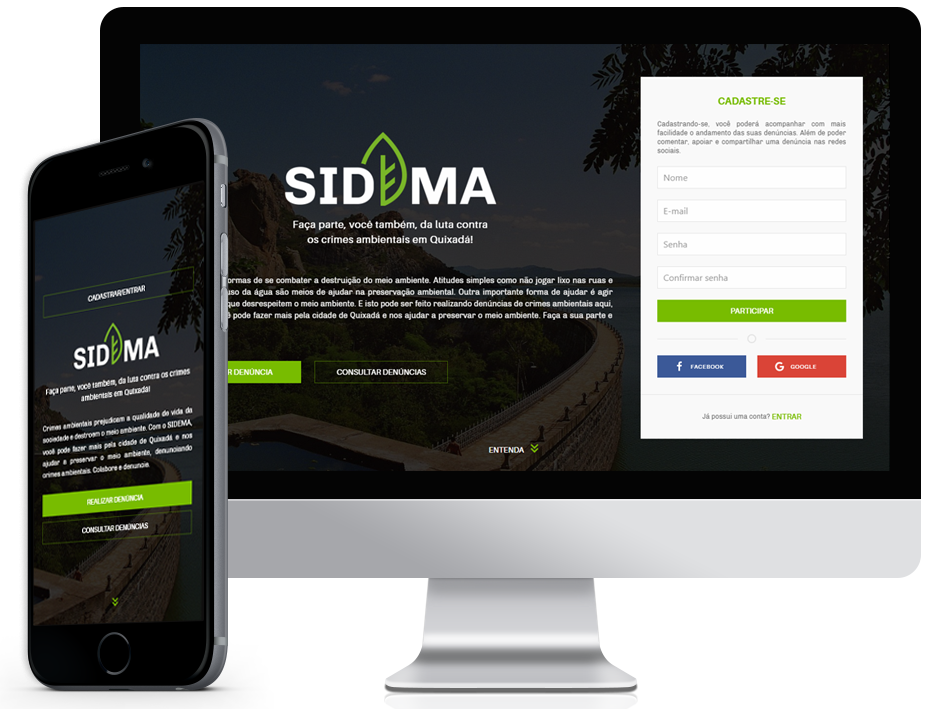 SIDEMA
Faça parte, você também, da luta contra
os crimes ambientais em Quixadá!
ormas de se combater a destruição do meio ambiente. Atitudes simples como não jogar lixo nas ruas e
uso da água são meios de ajudar na preservação ambiental. Outra importante forma de ajudar é agir
que desrespeitem o meio ambiente. E isto pode ser feito realizando denúncias de crimes ambientais aqui,
ê pode fazer mais pela cidade de Quixadá e nos ajudar a preservar o meio ambiente. Faça a sua parte e
R DENÚNCIA
CONSULTAR DENÚNCIAS
ENTENDA
CADASTRE-SE
Cadastrando-se, você poderá acompanhar com mais
facilidade o andamento das suas denúncias. Além de poder
comentar, apoiar e compartilhar uma denúncia nas redes
sociais.
Nome
E-mail
Senha
Confirmar senha
PARTICIPAR
FACEBOOK
GOOGLE
Já possui uma conta? ENTRAR
CADASTRAR/ENTRAR
SIDEMA
Faça parte, você também, da luta contra os crimes
ambientais em Quixadá!
Crimes ambientais prejudicam a qualidade de vida da
sociedade e destroem o meio ambiente. Com o SIDEMA,
você pode fazer mais pela cidade de Quixadá e nos
ajudar a preservar o meio ambiente, denunciando
crimes ambientais. Colabore e denuncie.
REALIZAR DENÚNCIA
CONSULTAR DENÚNCIAS